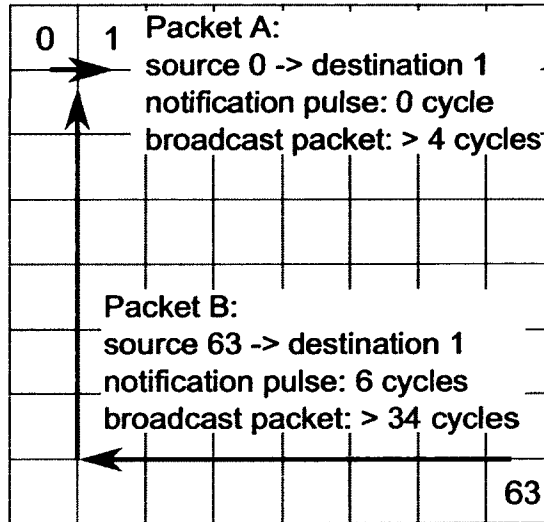 0 1 Packet A:
source 0 -> destination 1
notification pulse: 0 cycle
broadcast packet: > 4 cycles
Packet B:
source 63 -> destination 1
notification pulse: 6 cycles
broadcast packet: > 34 cycles
63